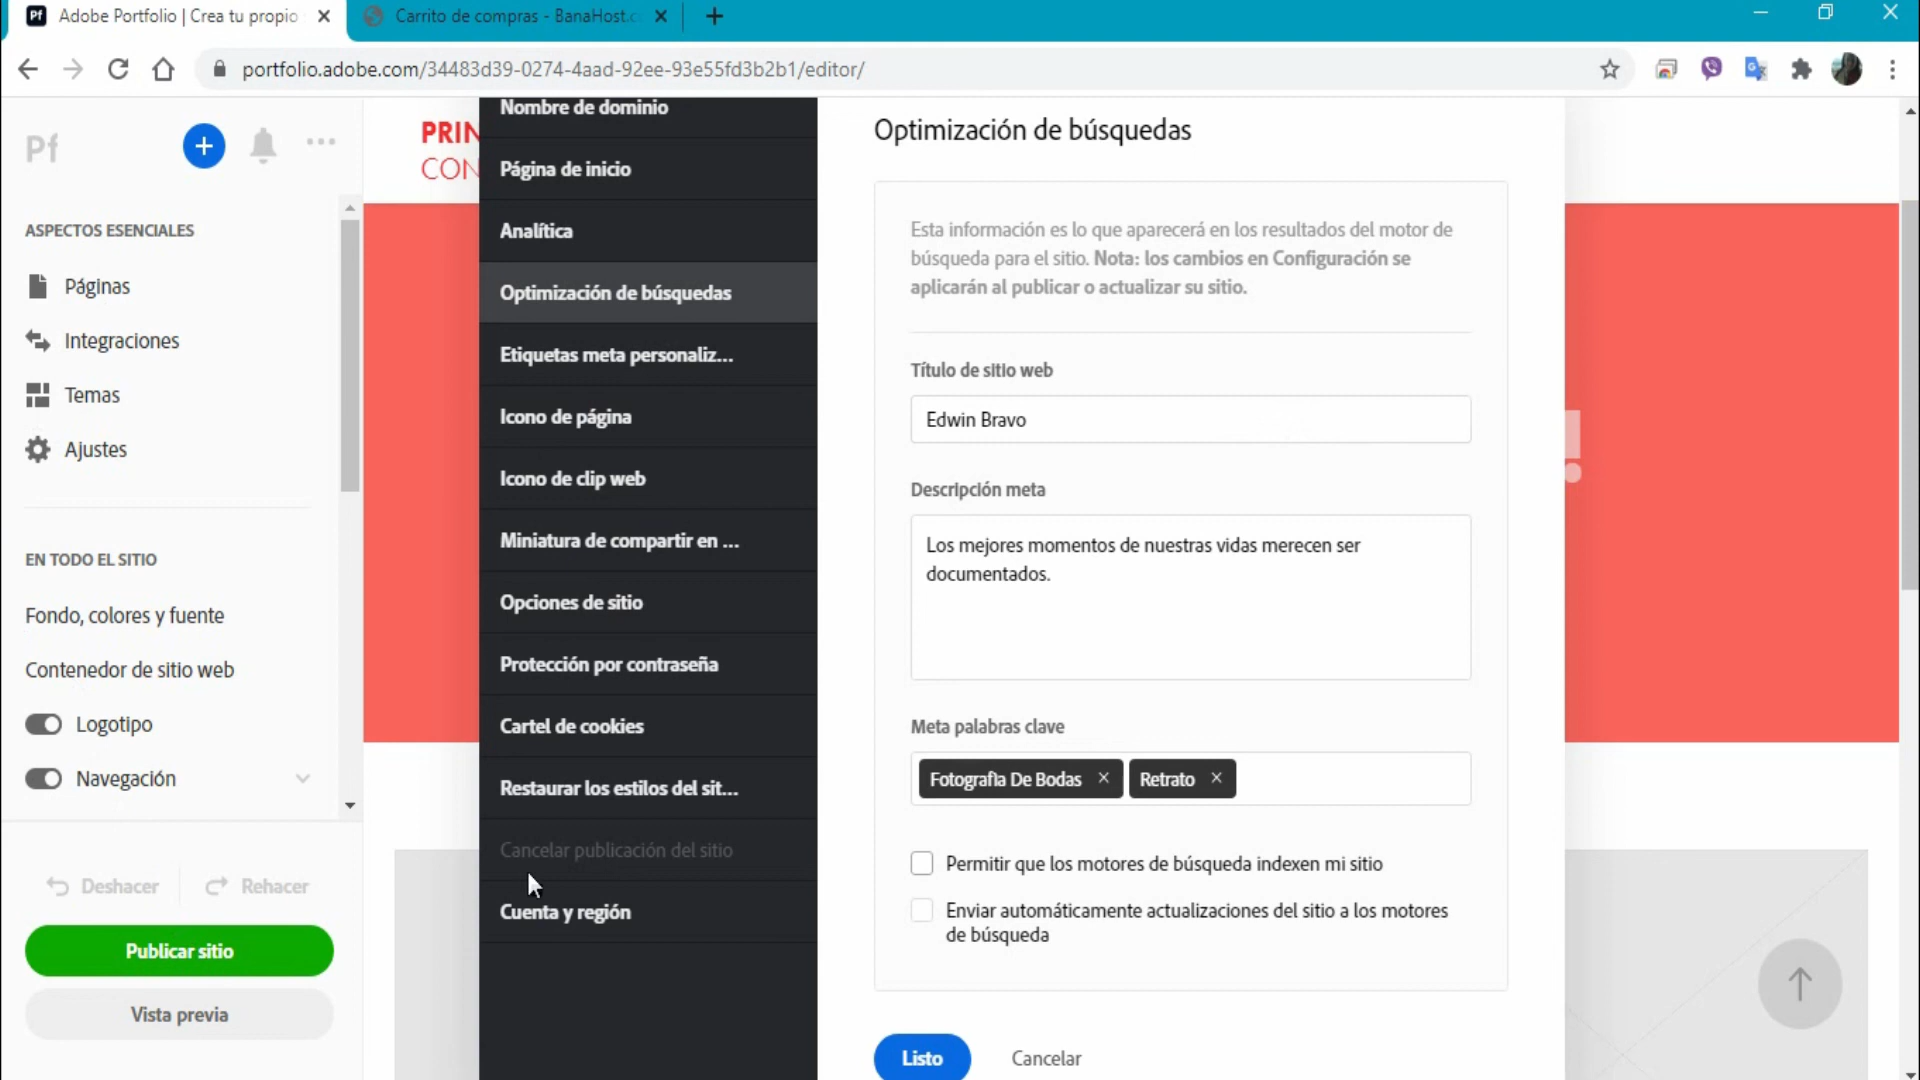 Pf
Adobe Portfolio | Crea tu propio
Carrito de compras - BanaHost.c
portfolio.adobe.com/34483d39-0274-4aad-92ee-93e55fd3b2b1/editor/
Pf
ASPECTOS ESENCIALES
Páginas
Integraciones
Temas
Ajustes
EN TODO EL SITIO
Fondo, colores y fuente
Contenedor de sitio web
Logotipo
Navegación
Deshacer
Rehacer
Publicar sitio
Vista previa
PRIN
CON
Nombre de dominio
Página de inicio
Analítica
Optimización de búsquedas
Etiquetas meta personaliz...
Icono de página
Icono de clip web
Miniatura de compartir en ...
Opciones de sitio
Protección por contraseña
Cartel de cookies
Restaurar los estilos del sit...
Cancelar publicación del sitio
Cuenta y región
Optimización de búsquedas
Esta información es lo que aparecerá en los resultados del motor de
búsqueda para el sitio. Nota: los cambios en Configuración se
aplicarán al publicar o actualizar su sitio.
Título de sitio web
Edwin Bravo
Descripción meta
Los mejores momentos de nuestras vidas merecen ser
documentados.
Meta palabras clave
Fotografia De Bodas
Retrato
Permitir que los motores de búsqueda indexen mi sitio
Enviar automáticamente actualizaciones del sitio a los motores
de búsqueda
Listo
Cancelar
!